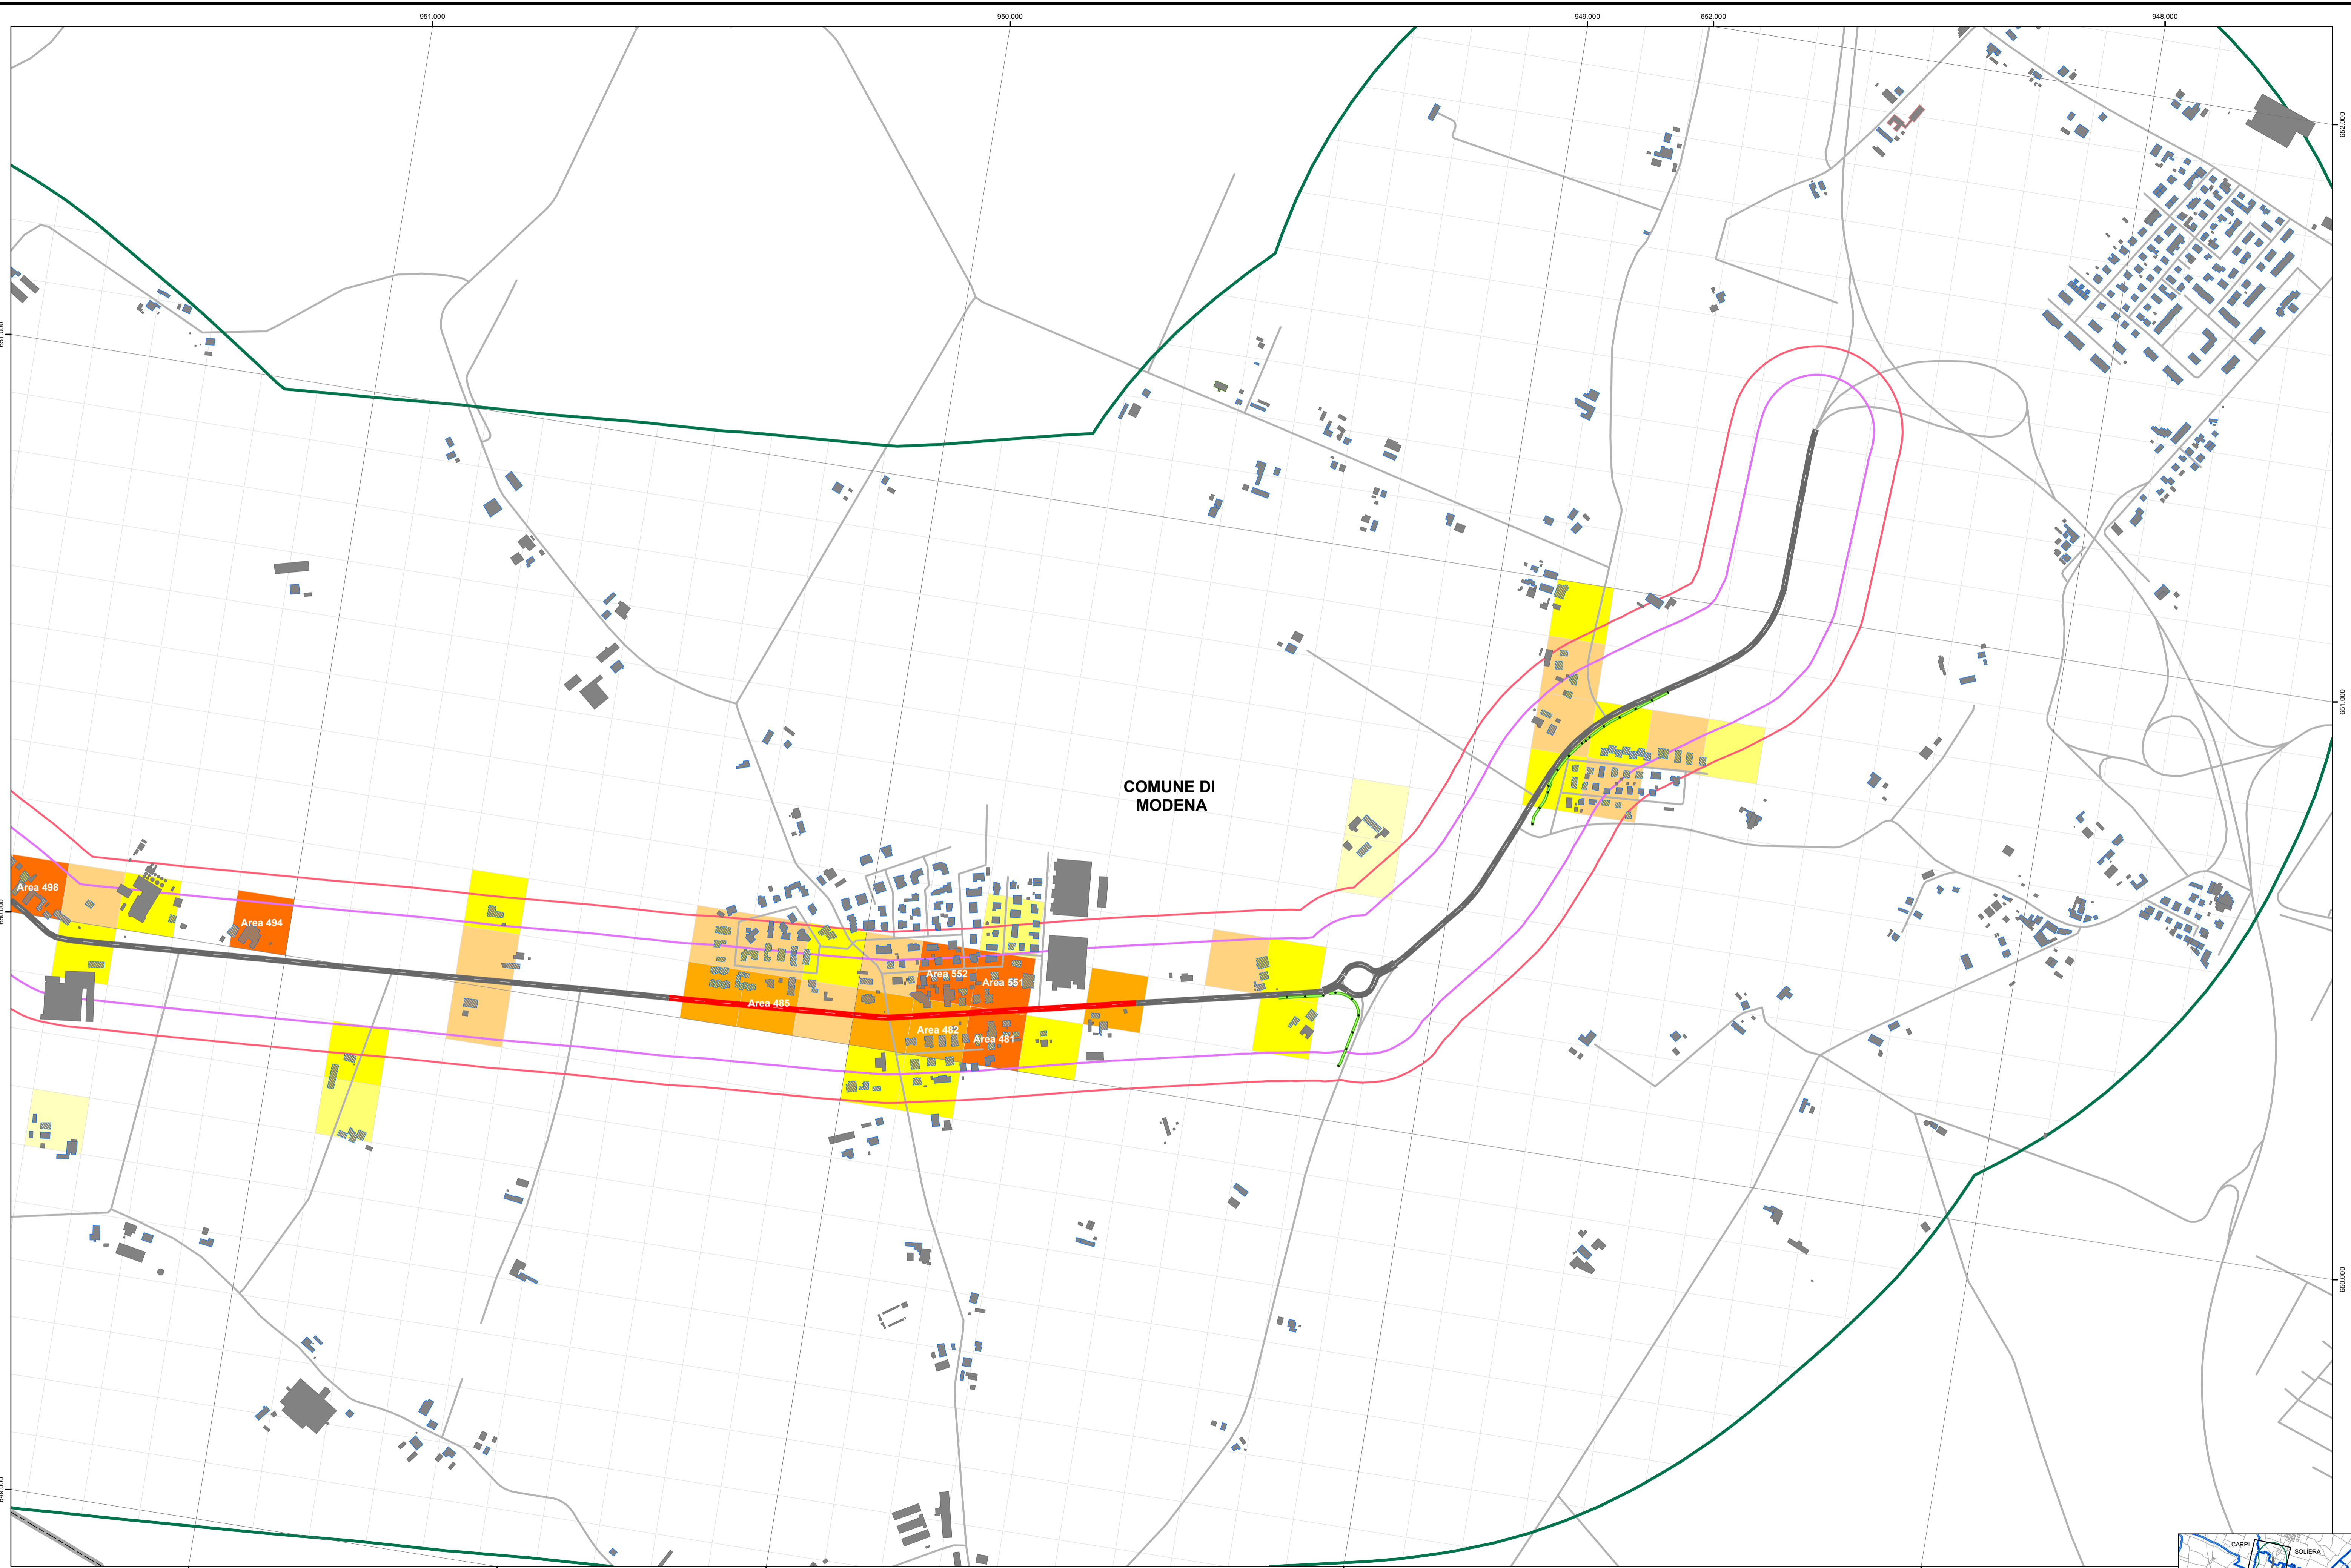 951.000
950.000
949.000
652.000
948.000
652.000
651.000
COMUNE DI
MODENA
Area 498
Area 494
Area 552
Area 551
Area 485
Area 482
Area 481
650.000
CARPI
SOLIERA